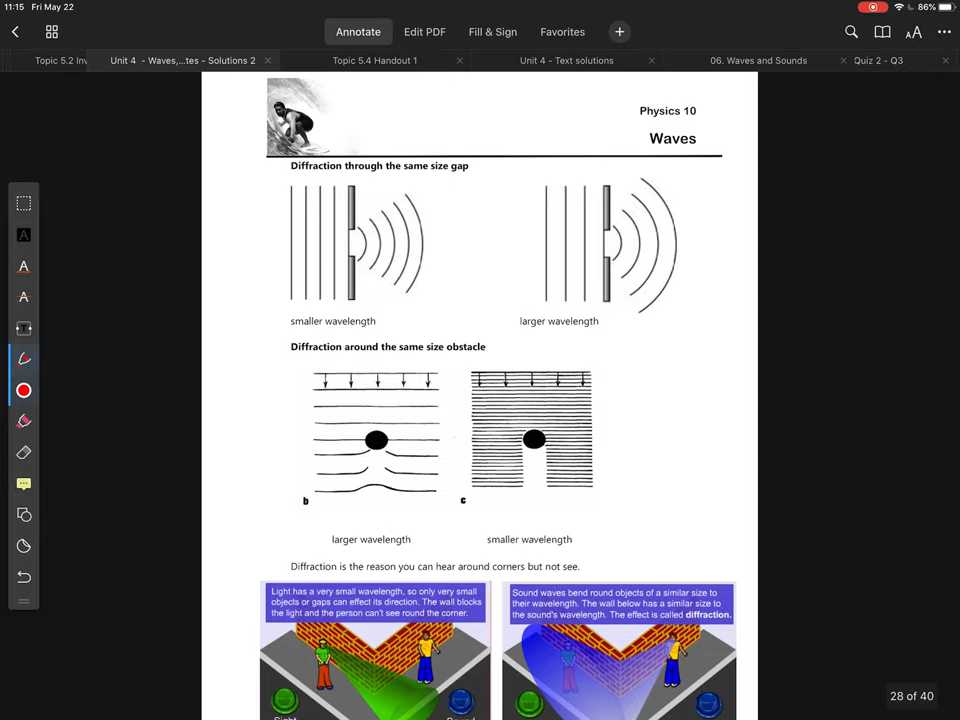 11:15 Fri May 22
86%
Annotate
Edit PDF
Fill & Sign
Favorites
AA
Topic 5.2 Inv
Unit 4 - Waves,...tes - Solutions 2
Topic 5.4 Handout 1
Unit 4 - Text solutions
06. Waves and Sounds
Quiz 2 - Q3
Physics 10
Waves
Diffraction through the same size gap
smaller wavelength
larger wavelength
Diffraction around the same size obstacle
b
c
larger wavelength
smaller wavelength
Diffraction is the reason you can hear around corners but not see.
Light has a very small wavelength, so only very small
objects or gaps can effect its direction. The wall blocks
the light and the person can't see round the corner.
Sound waves bend round objects of a similar size to
their wavelength. The wall below has a similar size to
the sound's wavelength. The effect is called diffraction.
A
A
A
T
28 of 40